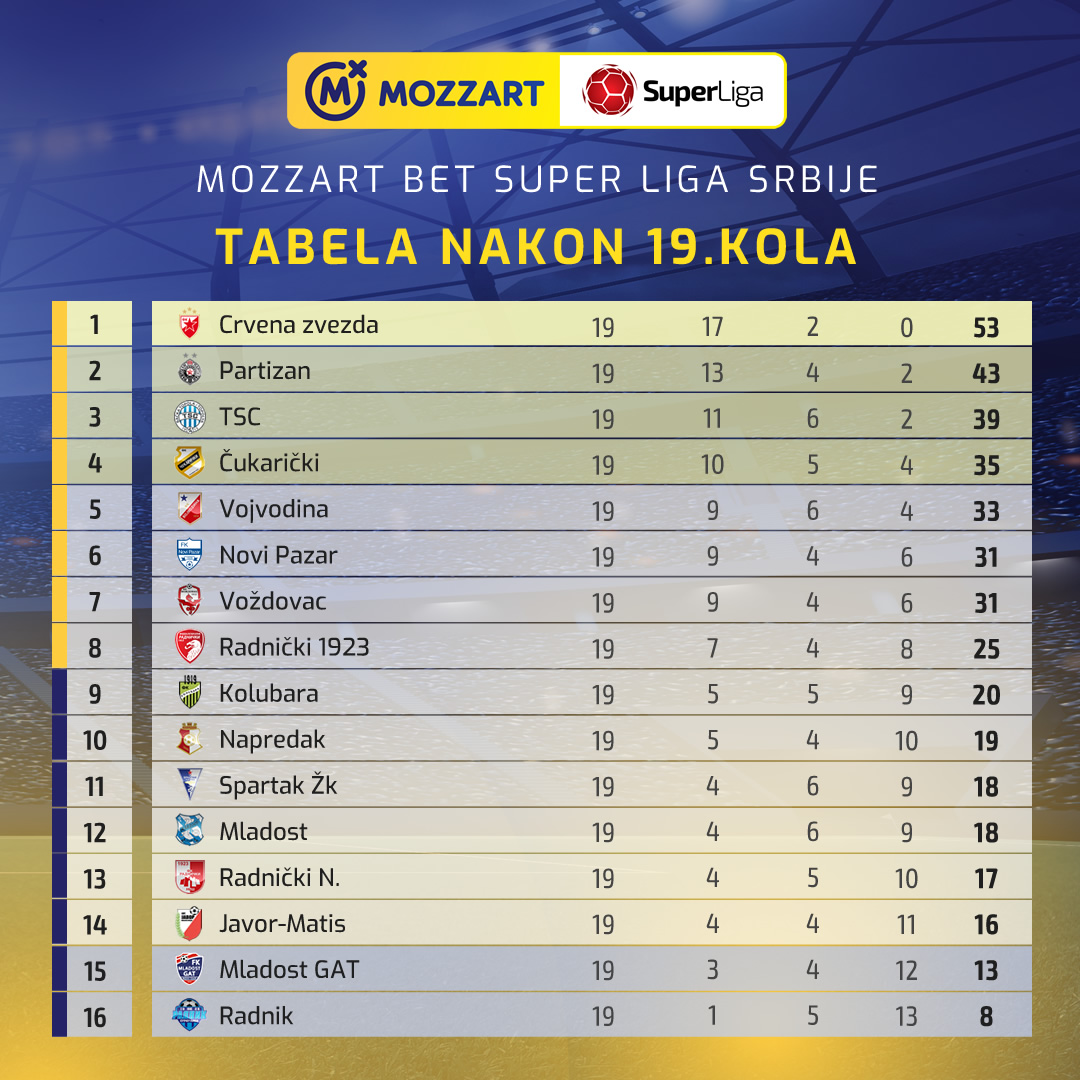 MOZZART SuperLiga
MOZZART BET SUPER LIGA SRBIJE
TABELA NAKON 19.KOLA
1 Crvena zvezda 19 17 2 0 53
2 Partizan 19 13 4 2 43
3 TSC 19 11 6 2 39
4 Čukarički 19 10 5 4 35
5 Vojvodina 19 9 6 4 33
6 Novi Pazar 19 9 4 6 31
7 Voždovac 19 9 4 6 31
8 Radnički 1923 19 7 4 8 25
9 Kolubara 19 5 5 9 20
10 Napredak 19 5 4 10 19
11 Spartak Žk 19 4 6 9 18
12 Mladost 19 4 6 9 18
13 Radnički N. 19 4 5 10 17
14 Javor-Matis 19 4 4 11 16
15 Mladost GAT 19 3 4 12 13
16 Radnik 19 1 5 13 8